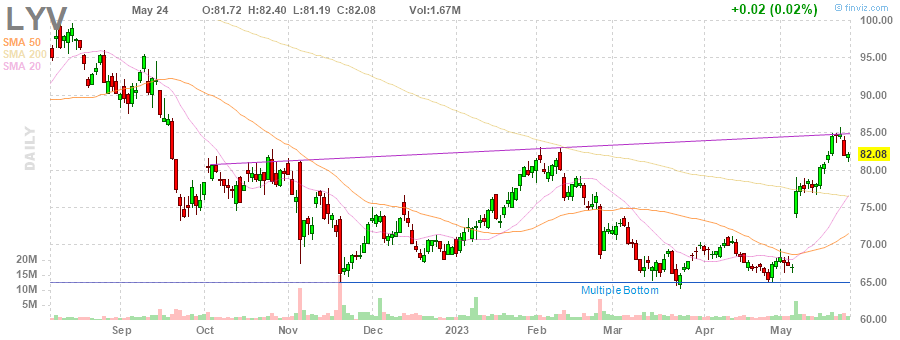 LYV
May 24 O:81.72 H:82.40 L:81.19 C:82.08 Vol:1.67M
+0.02 (0.02%)
@ finviz.com
SMA 50
SMA 200
SMA 20
DAILY
100.00
95.00
90.00
85.00
82.08
80.00
75.00
70.00
65.00
60.00
20M
15M
10M
5M
Multiple Bottom
Sep Oct Nov Dec 2023 Feb Mar Apr May